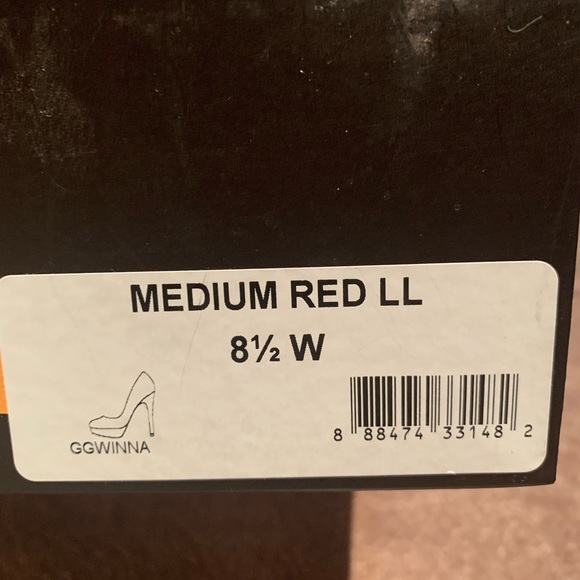 MEDIUM RED LL
8½ W
GGWINNA
8 88474 33148 2